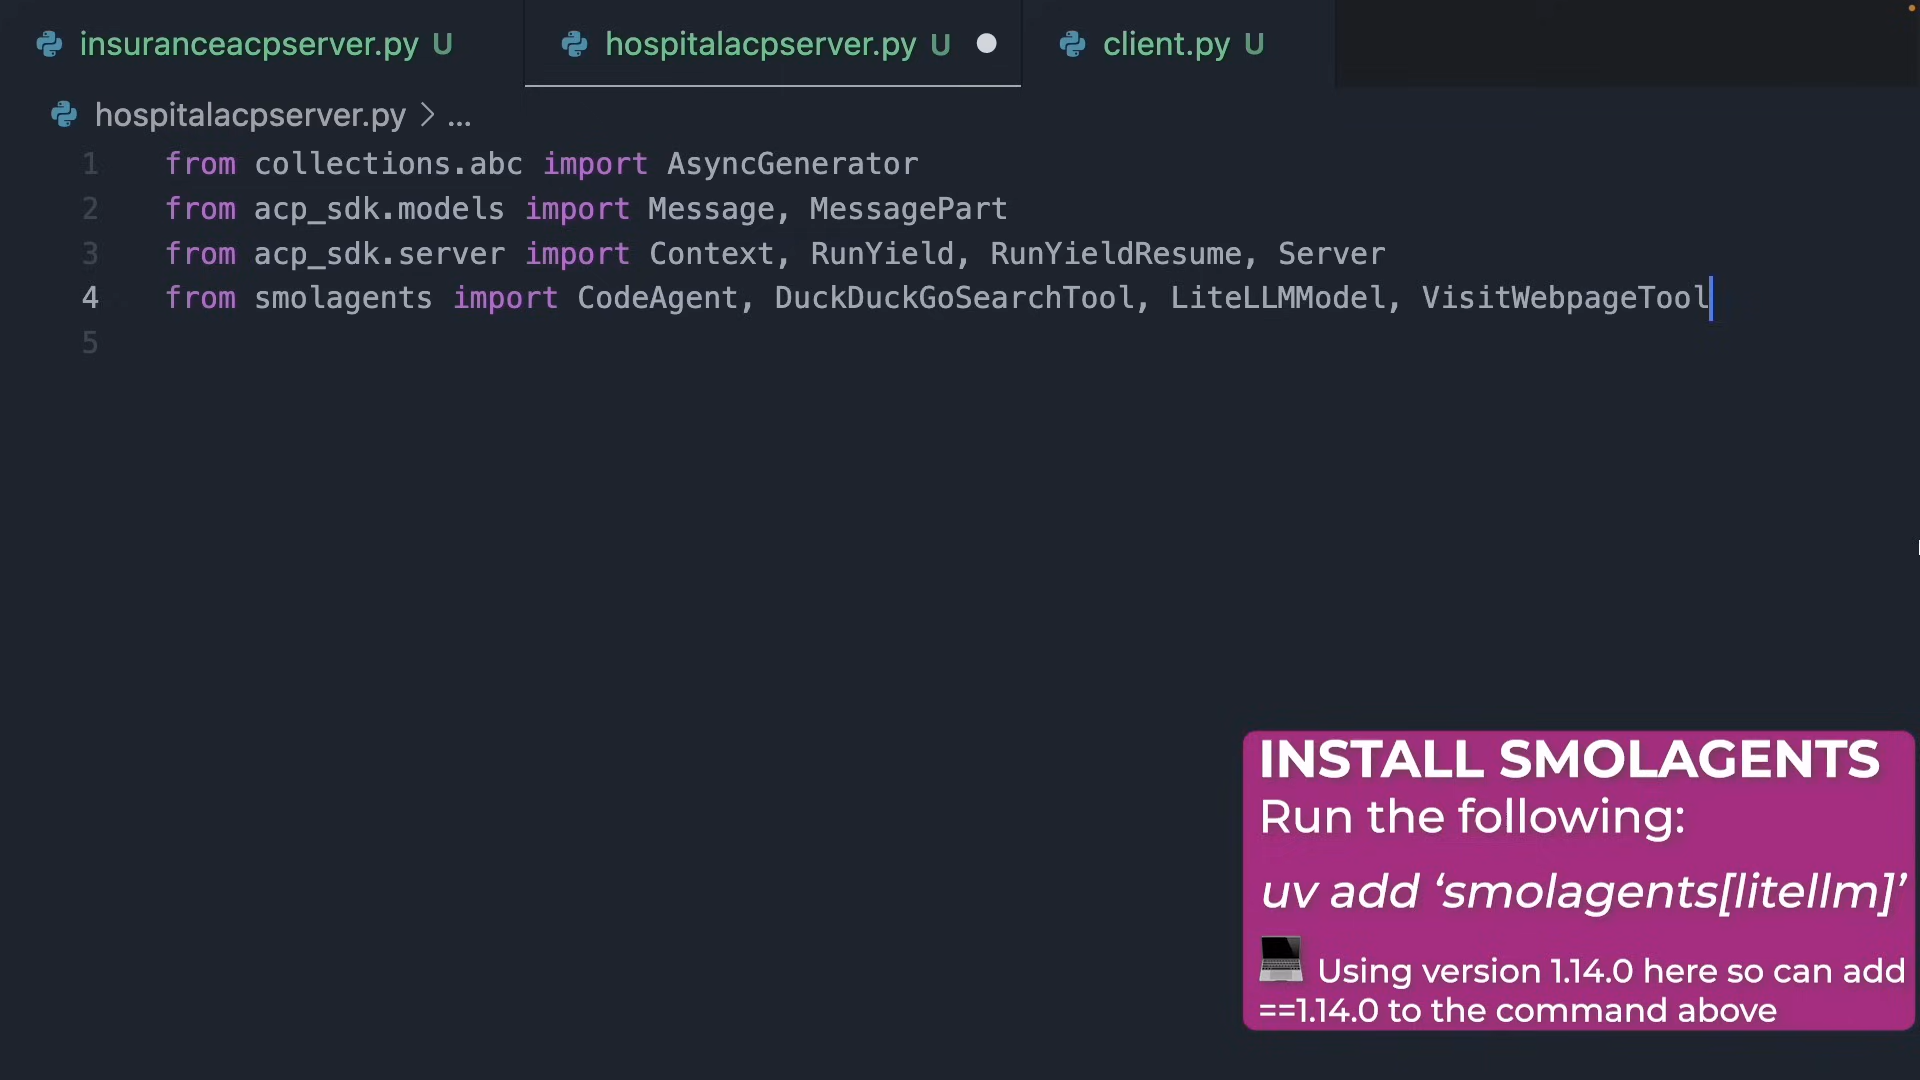 insuranceacpserver.py U
hospitalacpserver.py U
client.py U
hospitalacpserver.py > ...
1 from collections.abc import AsyncGenerator
2 from acp_sdk.models import Message, MessagePart
3 from acp_sdk.server import Context, RunYield, RunYieldResume, Server
4 from smolagents import CodeAgent, DuckDuckGoSearchTool, LiteLLMModel, VisitWebpageTool
5
INSTALL SMOLAGENTS
Run the following:
uv add ‘smolagents[litellm]’
Using version 1.14.0 here so can add
==1.14.0 to the command above